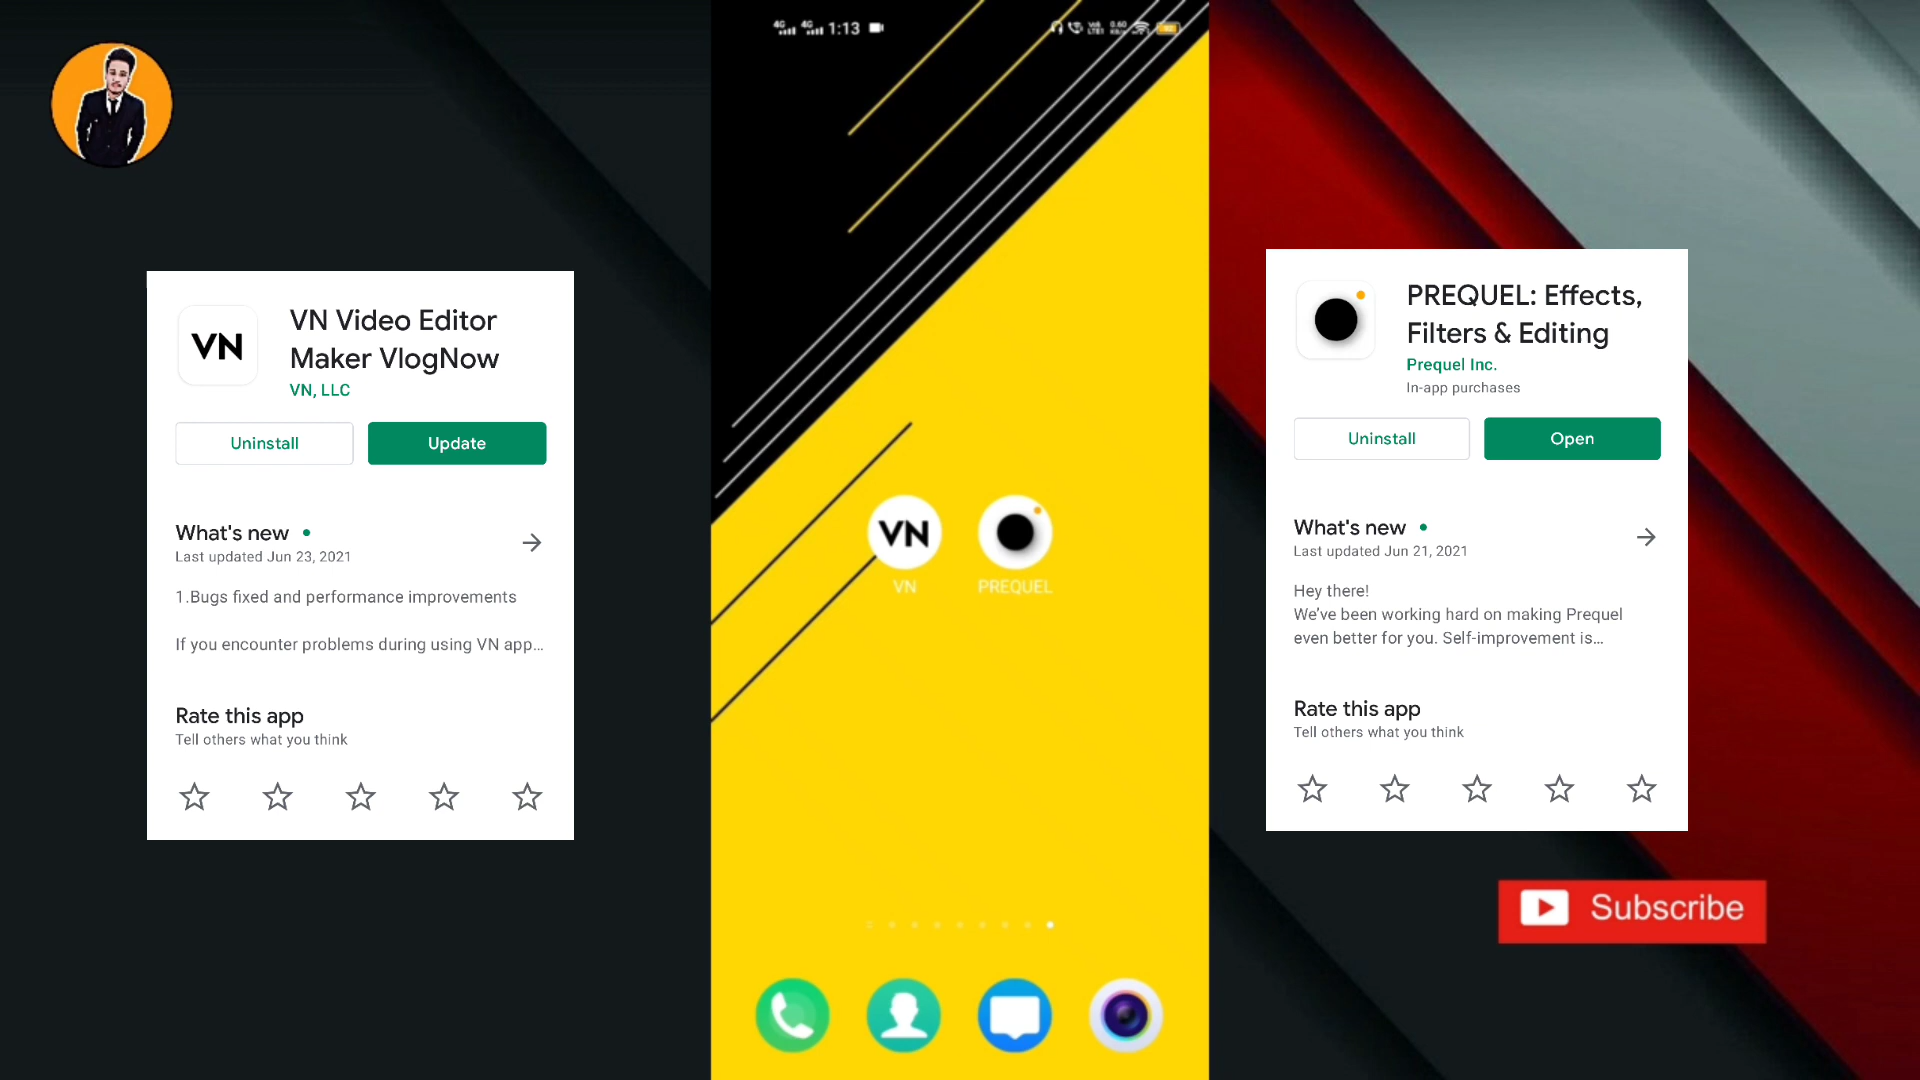 4G 4G 1:13
VN
VN Video Editor
Maker VlogNow
VN, LLC
Uninstall
Update
What's new
Last updated Jun 23, 2021
1.Bugs fixed and performance improvements
If you encounter problems during using VN app...
Rate this app
Tell others what you think
VN
VN
PREQUEL
PREQUEL: Effects,
Filters & Editing
Prequel Inc.
In-app purchases
Uninstall
Open
What's new
Last updated Jun 21, 2021
Hey there!
We've been working hard on making Prequel
even better for you. Self-improvement is...
Rate this app
Tell others what you think
Subscribe